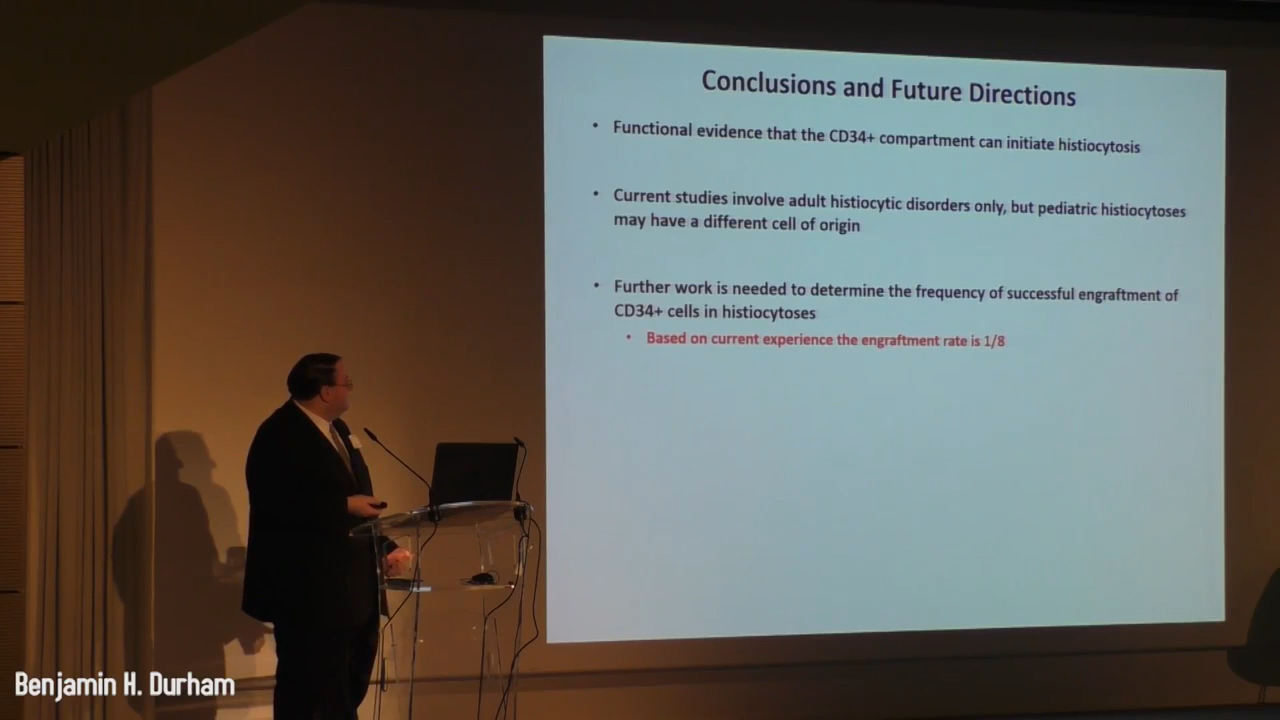 Conclusions and Future Directions
• Functional evidence that the CD34+ compartment can initiate histiocytosis
• Current studies involve adult histiocytic disorders only, but pediatric histiocytoses
may have a different cell of origin
• Further work is needed to determine the frequency of successful engraftment of
CD34+ cells in histiocytoses
• Based on current experience the engraftment rate is 1/8
Benjamin H. Durham